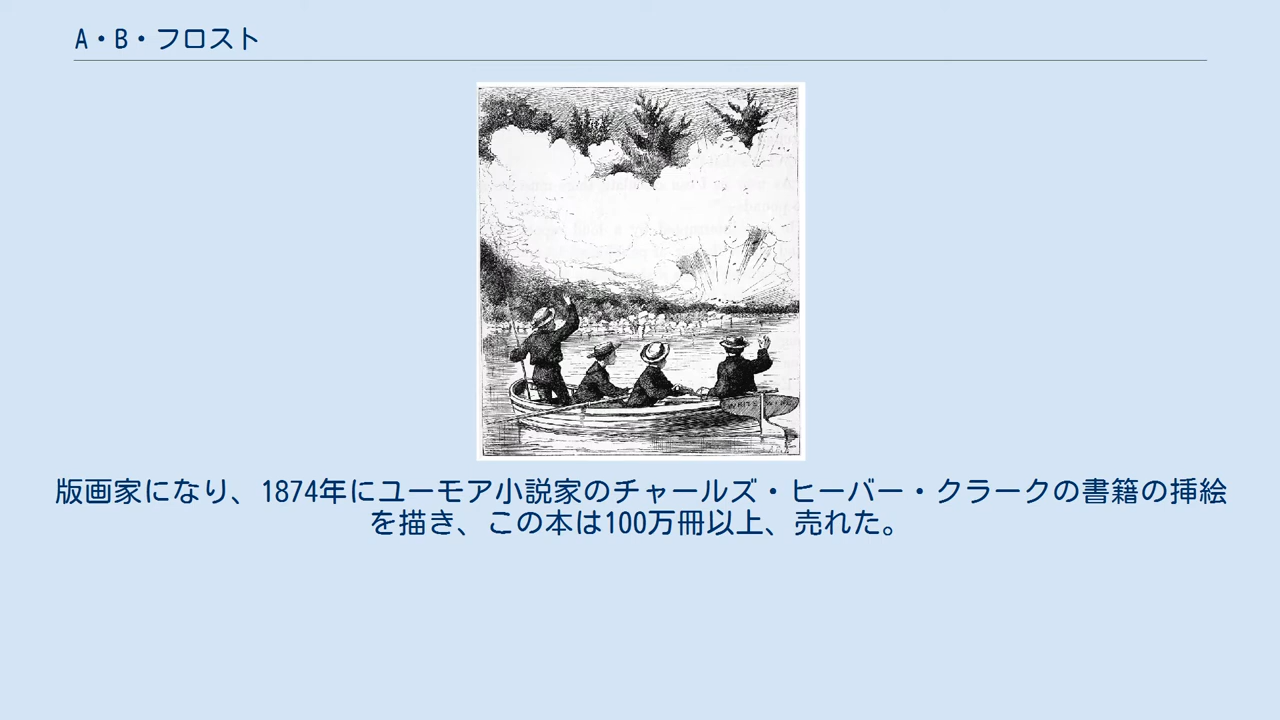 A・B・フロスト
版画家になり、1874年にユーモア小説家のチャールズ・ヒーバー・クラークの書籍の挿絵
を描き、この本は100万冊以上、売れた。